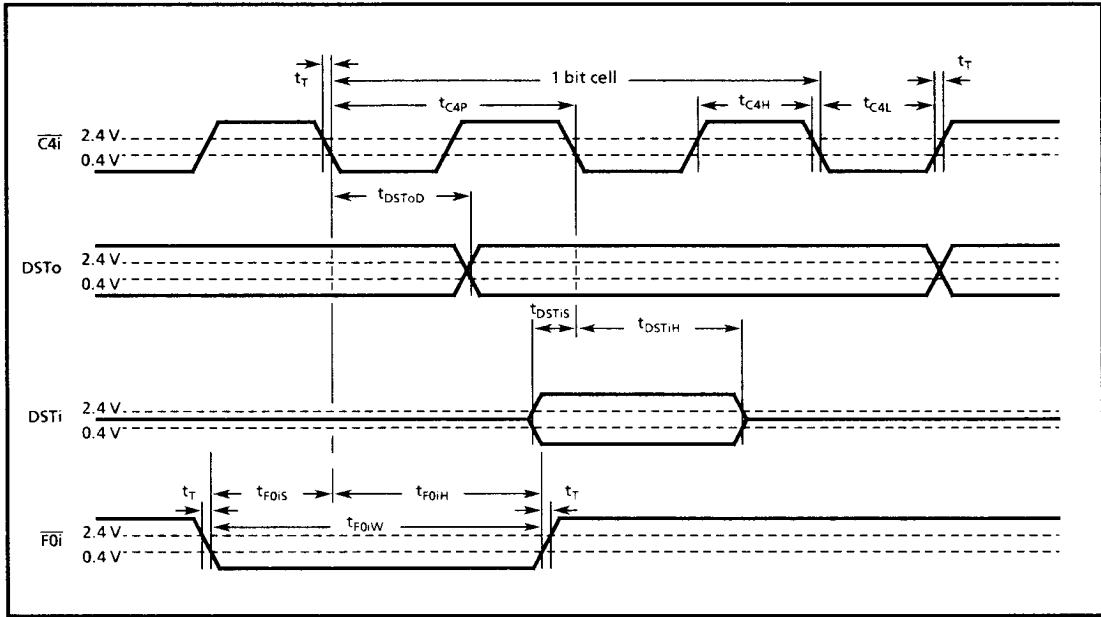 tT
1 bit cell
tT
tC4P
tC4H
tC4L
C4i
2.4 V
0.4 V
tDSToD
DSTo
2.4 V
0.4 V
tDSTiS
tDSTiH
DSTi
2.4 V
0.4 V
tT
tF0iS
tF0iH
tT
tF0iW
F0i
2.4 V
0.4 V